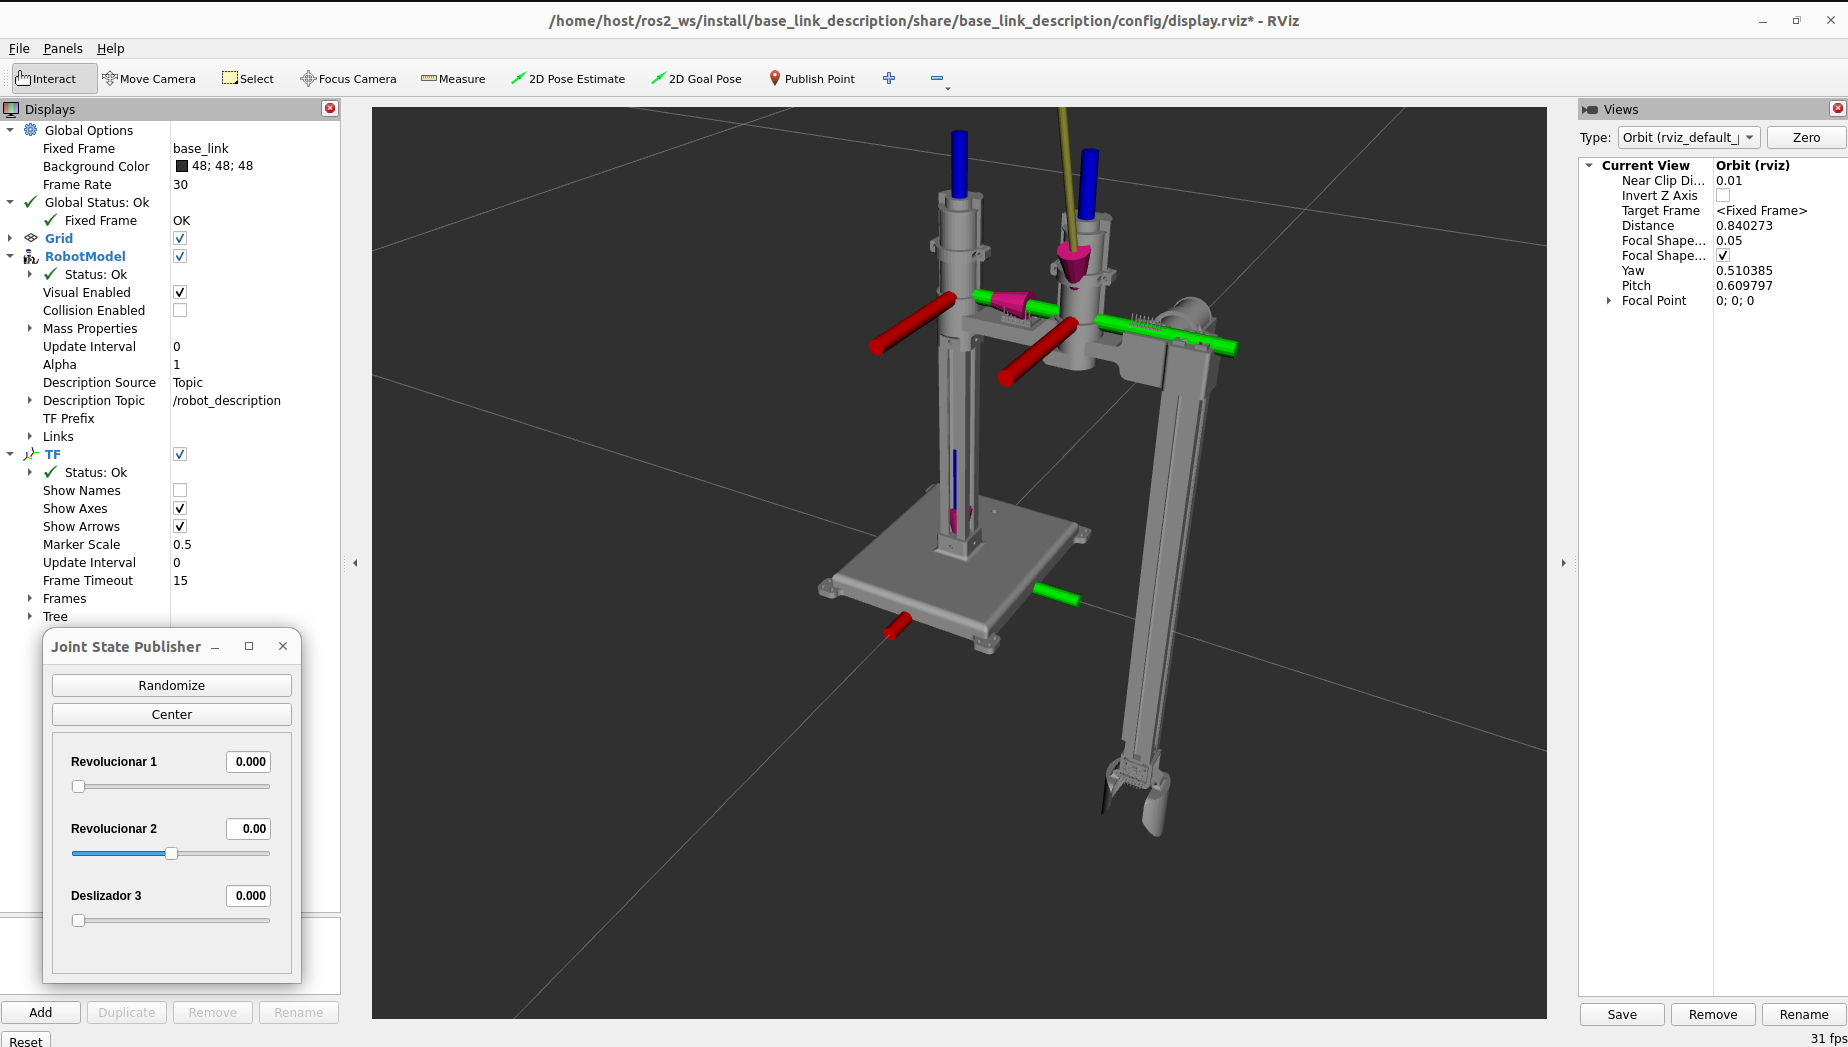 /home/host/ros2_ws/install/base_link_description/share/base_link_description/config/display.rviz* - RViz
File Panels Help
Interact Move Camera Select Focus Camera Measure 2D Pose Estimate 2D Goal Pose Publish Point
Displays
Global Options
Fixed Frame base_link
Background Color 48; 48; 48
Frame Rate 30
Global Status: Ok
Fixed Frame OK
Grid
RobotModel
Status: Ok
Visual Enabled
Collision Enabled
Mass Properties
Update Interval 0
Alpha 1
Description Source Topic
Description Topic /robot_description
TF Prefix
Links
TF
Status: Ok
Show Names
Show Axes
Show Arrows
Marker Scale 0.5
Update Interval 0
Frame Timeout 15
Frames
Tree
Joint State Publisher
Randomize
Center
Revolucionar 1 0.000
Revolucionar 2 0.00
Deslizador 3 0.000
Add Duplicate Remove Rename
Reset
Views
Type: Orbit (rviz_default_ Zero
Current View Orbit (rviz)
Near Clip Di... 0.01
Invert Z Axis
Target Frame <Fixed Frame>
Distance 0.840273
Focal Shape... 0.05
Focal Shape...
Yaw 0.510385
Pitch 0.609797
Focal Point 0; 0; 0
Save Remove Rename
31 fps